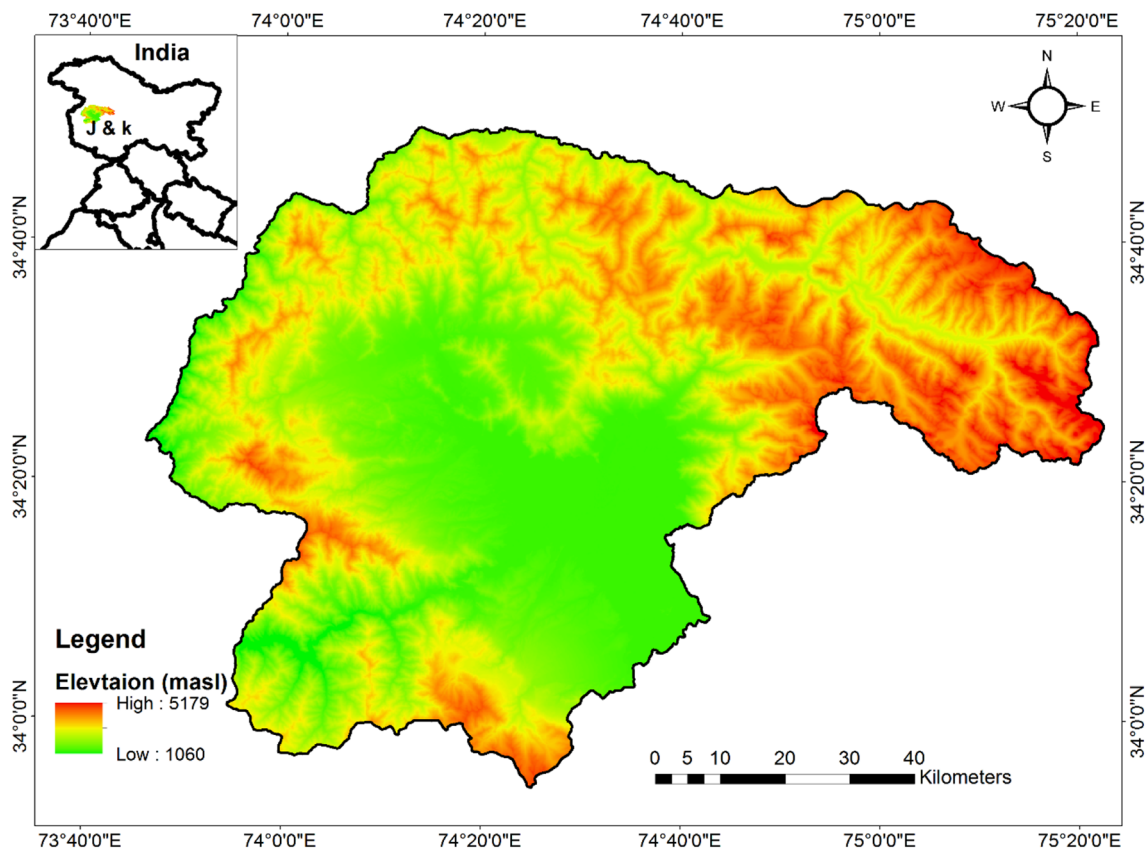 73°40'0"E 74°0'0"E 74°20'0"E 74°40'0"E 75°0'0"E 75°20'0"E
India
J & k
N
W E
S
34°40'0"N 34°40'0"N
34°20'0"N 34°20'0"N
34°0'0"N 34°0'0"N
Legend
Elevtaion (masl)
High : 5179
Low : 1060
0 5 10 20 30 40
Kilometers
73°40'0"E 74°0'0"E 74°20'0"E 74°40'0"E 75°0'0"E 75°20'0"E